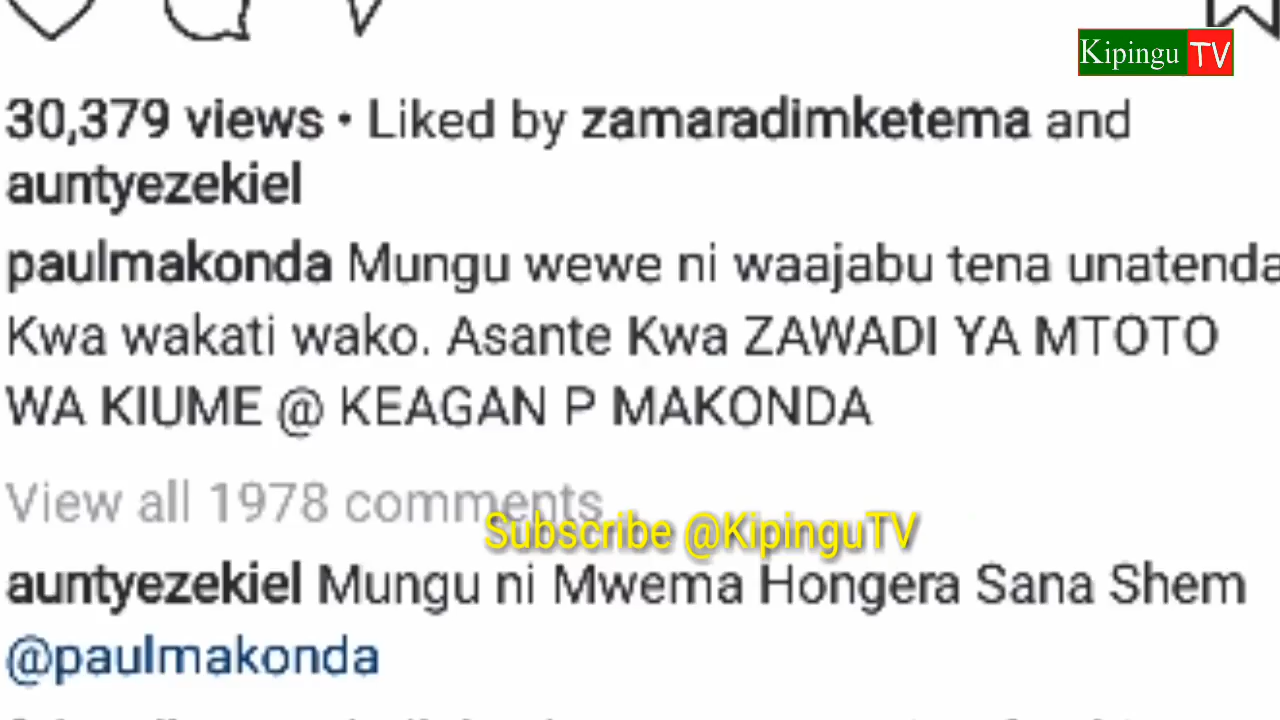 Kipingu TV
30,379 views • Liked by zamaradimketema and
auntyezekiel
paulmakonda Mungu wewe ni waajabu tena unatenda
Kwa wakati wako. Asante Kwa ZAWADI YA MTOTO
WA KIUME @ KEAGAN P MAKONDA
View all 1978 comments
Subscribe @KipinguTV
auntyezekiel Mungu ni Mwema Hongera Sana Shem
@paulmakonda